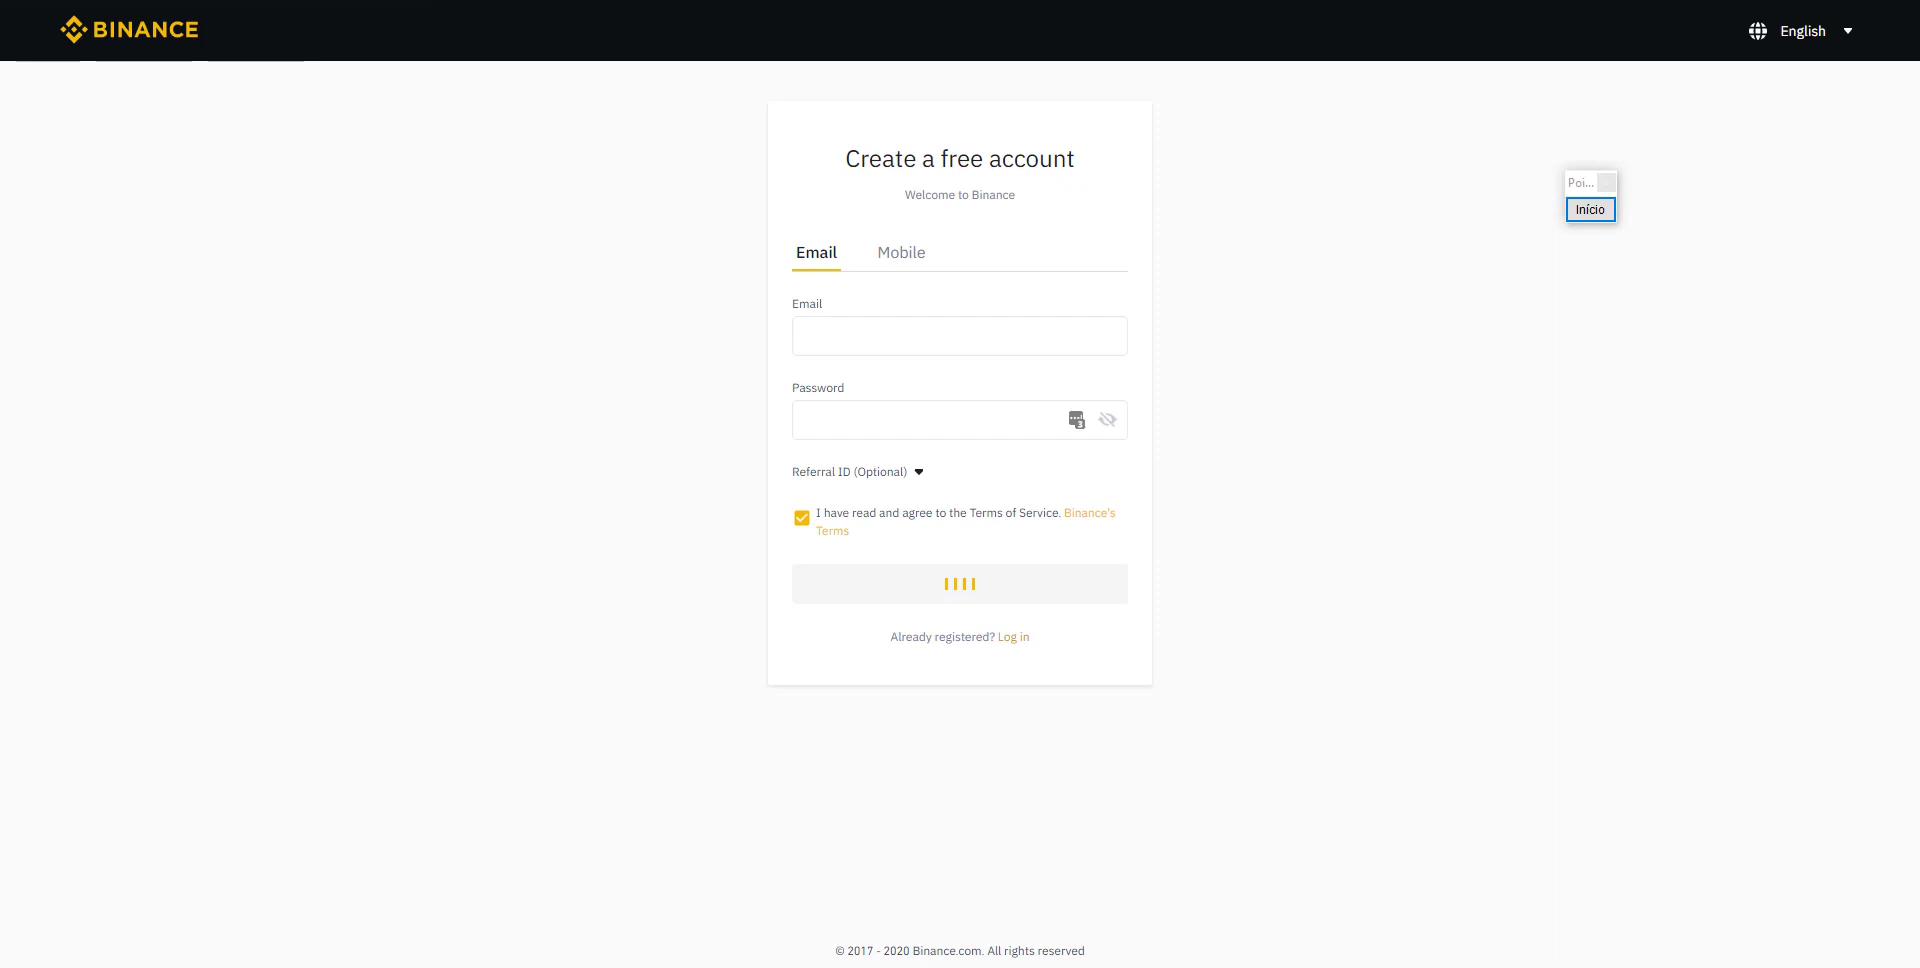 BINANCE
English
Create a free account
Welcome to Binance
Poi...
Início
Email
Mobile
Email
Password
3
Referral ID (Optional)
I have read and agree to the Terms of Service. Binance's
Terms
Already registered? Log in
© 2017 - 2020 Binance.com. All rights reserved